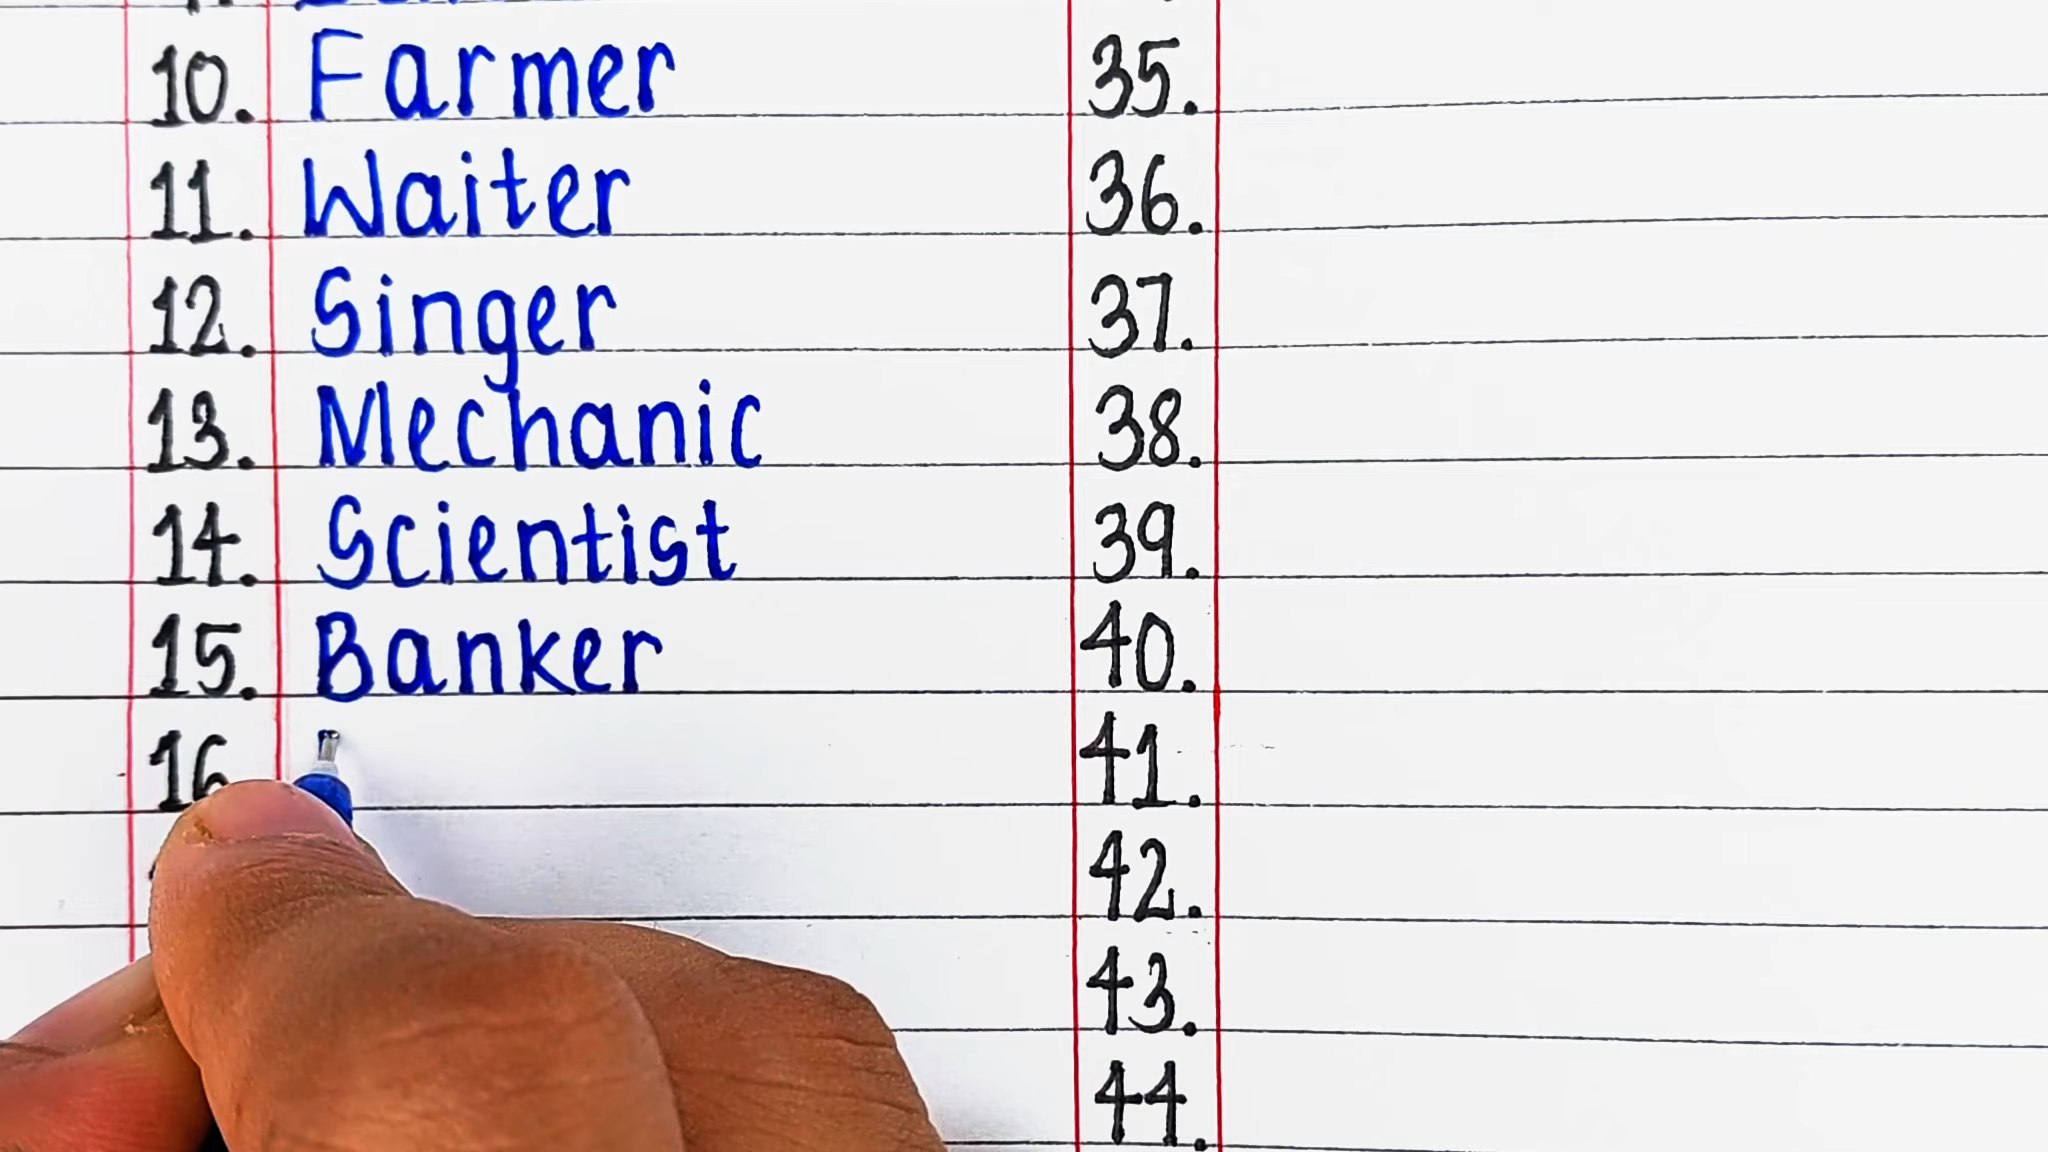 10. Farmer
11. Waiter
12. Singer
13. Mechanic
14. Scientist
15. Banker
16
35.
36.
37.
38.
39.
40.
41.
42.
43.
44.